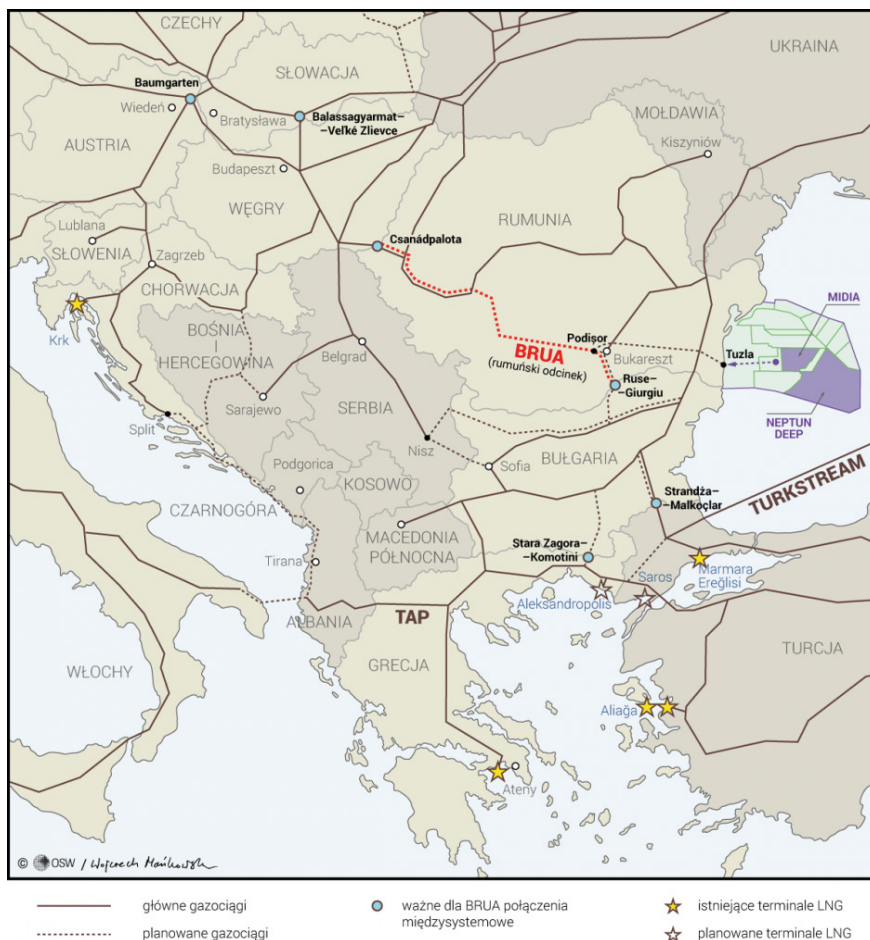 CZECHY
SŁOWACJA
UKRAINA
Baumgarten
Wiedeń
Bratysława
Balassagyarmat–
–Veľké Zlievce
MOŁDAWIA
Kiszyniów
AUSTRIA
Budapeszt
WĘGRY
RUMUNIA
Lublana
SŁOWENIA
Zagrzeb
Csanádpalota
CHORWACJA
Krk
BOŚNIA
I
HERCEGOWINA
Belgrad
BRUA
(rumuński odcinek)
Podișor
Bukareszt
Tuzla
MIDIA
NEPTUN
DEEP
Ruse–
–Giurgiu
Sarajewo
SERBIA
Split
Nisz
Sofia
BUŁGARIA
Podgorica
KOSOWO
CZARNOGÓRA
Strandża–
–Malkoçlar
TURKSTREAM
MACEDONIA
PÓŁNOCNA
Stara Zagora–
–Komotini
Tirana
Saros
Marmara
Ereğlisi
Aleksandropolis
ALBANIA
TAP
WŁOCHY
GRECJA
TURCJA
Aliağa
Ateny
© OSW / Wojciech Mańkowski
główne gazociągi
planowane gazociągi
ważne dla BRUA połączenia
międzysystemowe
istniejące terminale LNG
planowane terminale LNG